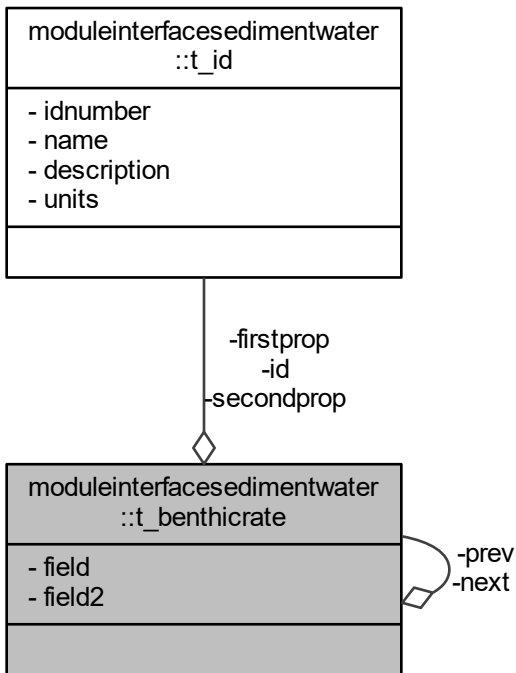 moduleinterfacesedimentwater
::t_id
- idnumber
- name
- description
- units
-firstprop
-id
-secondprop
moduleinterfacesedimentwater
::t_benthicrate
- field
- field2
-prev
-next